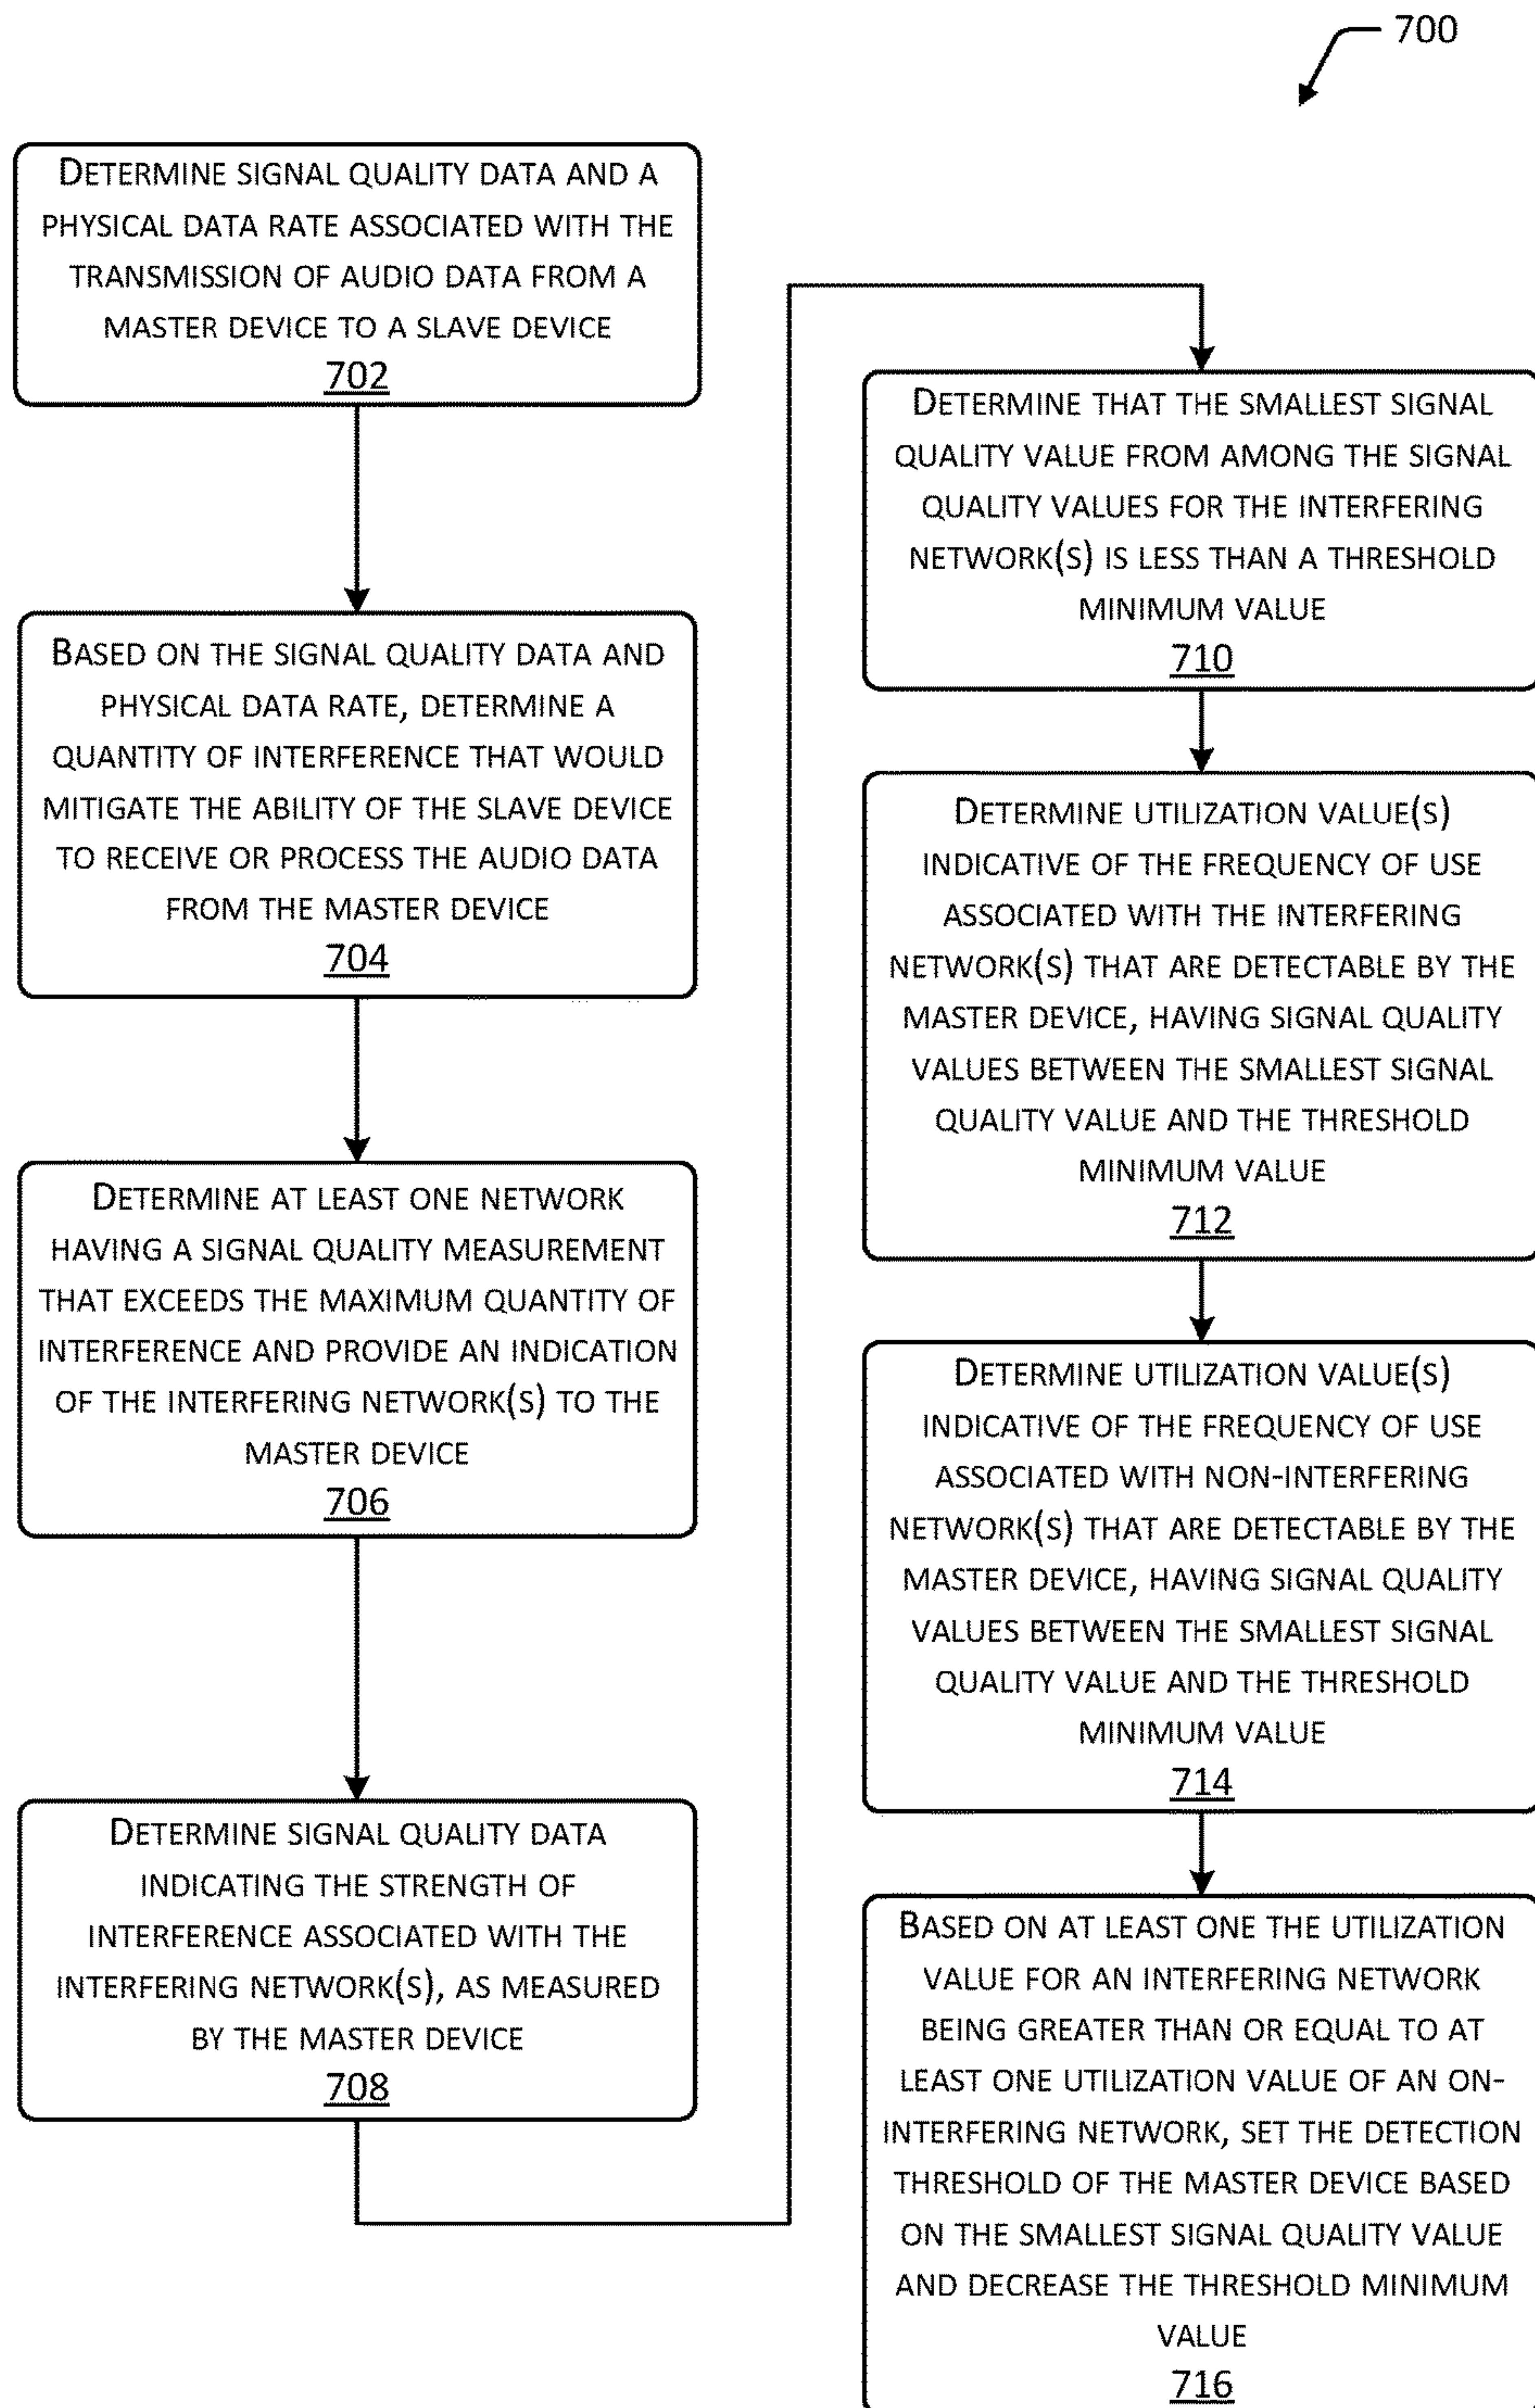 700
DETERMINE SIGNAL QUALITY DATA AND A
PHYSICAL DATA RATE ASSOCIATED WITH THE
TRANSMISSION OF AUDIO DATA FROM A
MASTER DEVICE TO A SLAVE DEVICE
702
BASED ON THE SIGNAL QUALITY DATA AND
PHYSICAL DATA RATE, DETERMINE A
QUANTITY OF INTERFERENCE THAT WOULD
MITIGATE THE ABILITY OF THE SLAVE DEVICE
TO RECEIVE OR PROCESS THE AUDIO DATA
FROM THE MASTER DEVICE
704
DETERMINE AT LEAST ONE NETWORK
HAVING A SIGNAL QUALITY MEASUREMENT
THAT EXCEEDS THE MAXIMUM QUANTITY OF
INTERFERENCE AND PROVIDE AN INDICATION
OF THE INTERFERING NETWORK(S) TO THE
MASTER DEVICE
706
DETERMINE SIGNAL QUALITY DATA
INDICATING THE STRENGTH OF
INTERFERENCE ASSOCIATED WITH THE
INTERFERING NETWORK(S), AS MEASURED
BY THE MASTER DEVICE
708
DETERMINE THAT THE SMALLEST SIGNAL
QUALITY VALUE FROM AMONG THE SIGNAL
QUALITY VALUES FOR THE INTERFERING
NETWORK(S) IS LESS THAN A THRESHOLD
MINIMUM VALUE
710
DETERMINE UTILIZATION VALUE(S)
INDICATIVE OF THE FREQUENCY OF USE
ASSOCIATED WITH THE INTERFERING
NETWORK(S) THAT ARE DETECTABLE BY THE
MASTER DEVICE, HAVING SIGNAL QUALITY
VALUES BETWEEN THE SMALLEST SIGNAL
QUALITY VALUE AND THE THRESHOLD
MINIMUM VALUE
712
DETERMINE UTILIZATION VALUE(S)
INDICATIVE OF THE FREQUENCY OF USE
ASSOCIATED WITH NON-INTERFERING
NETWORK(S) THAT ARE DETECTABLE BY THE
MASTER DEVICE, HAVING SIGNAL QUALITY
VALUES BETWEEN THE SMALLEST SIGNAL
QUALITY VALUE AND THE THRESHOLD
MINIMUM VALUE
714
BASED ON AT LEAST ONE THE UTILIZATION
VALUE FOR AN INTERFERING NETWORK
BEING GREATER THAN OR EQUAL TO AT
LEAST ONE UTILIZATION VALUE OF AN ON-
INTERFERING NETWORK, SET THE DETECTION
THRESHOLD OF THE MASTER DEVICE BASED
ON THE SMALLEST SIGNAL QUALITY VALUE
AND DECREASE THE THRESHOLD MINIMUM
VALUE
716